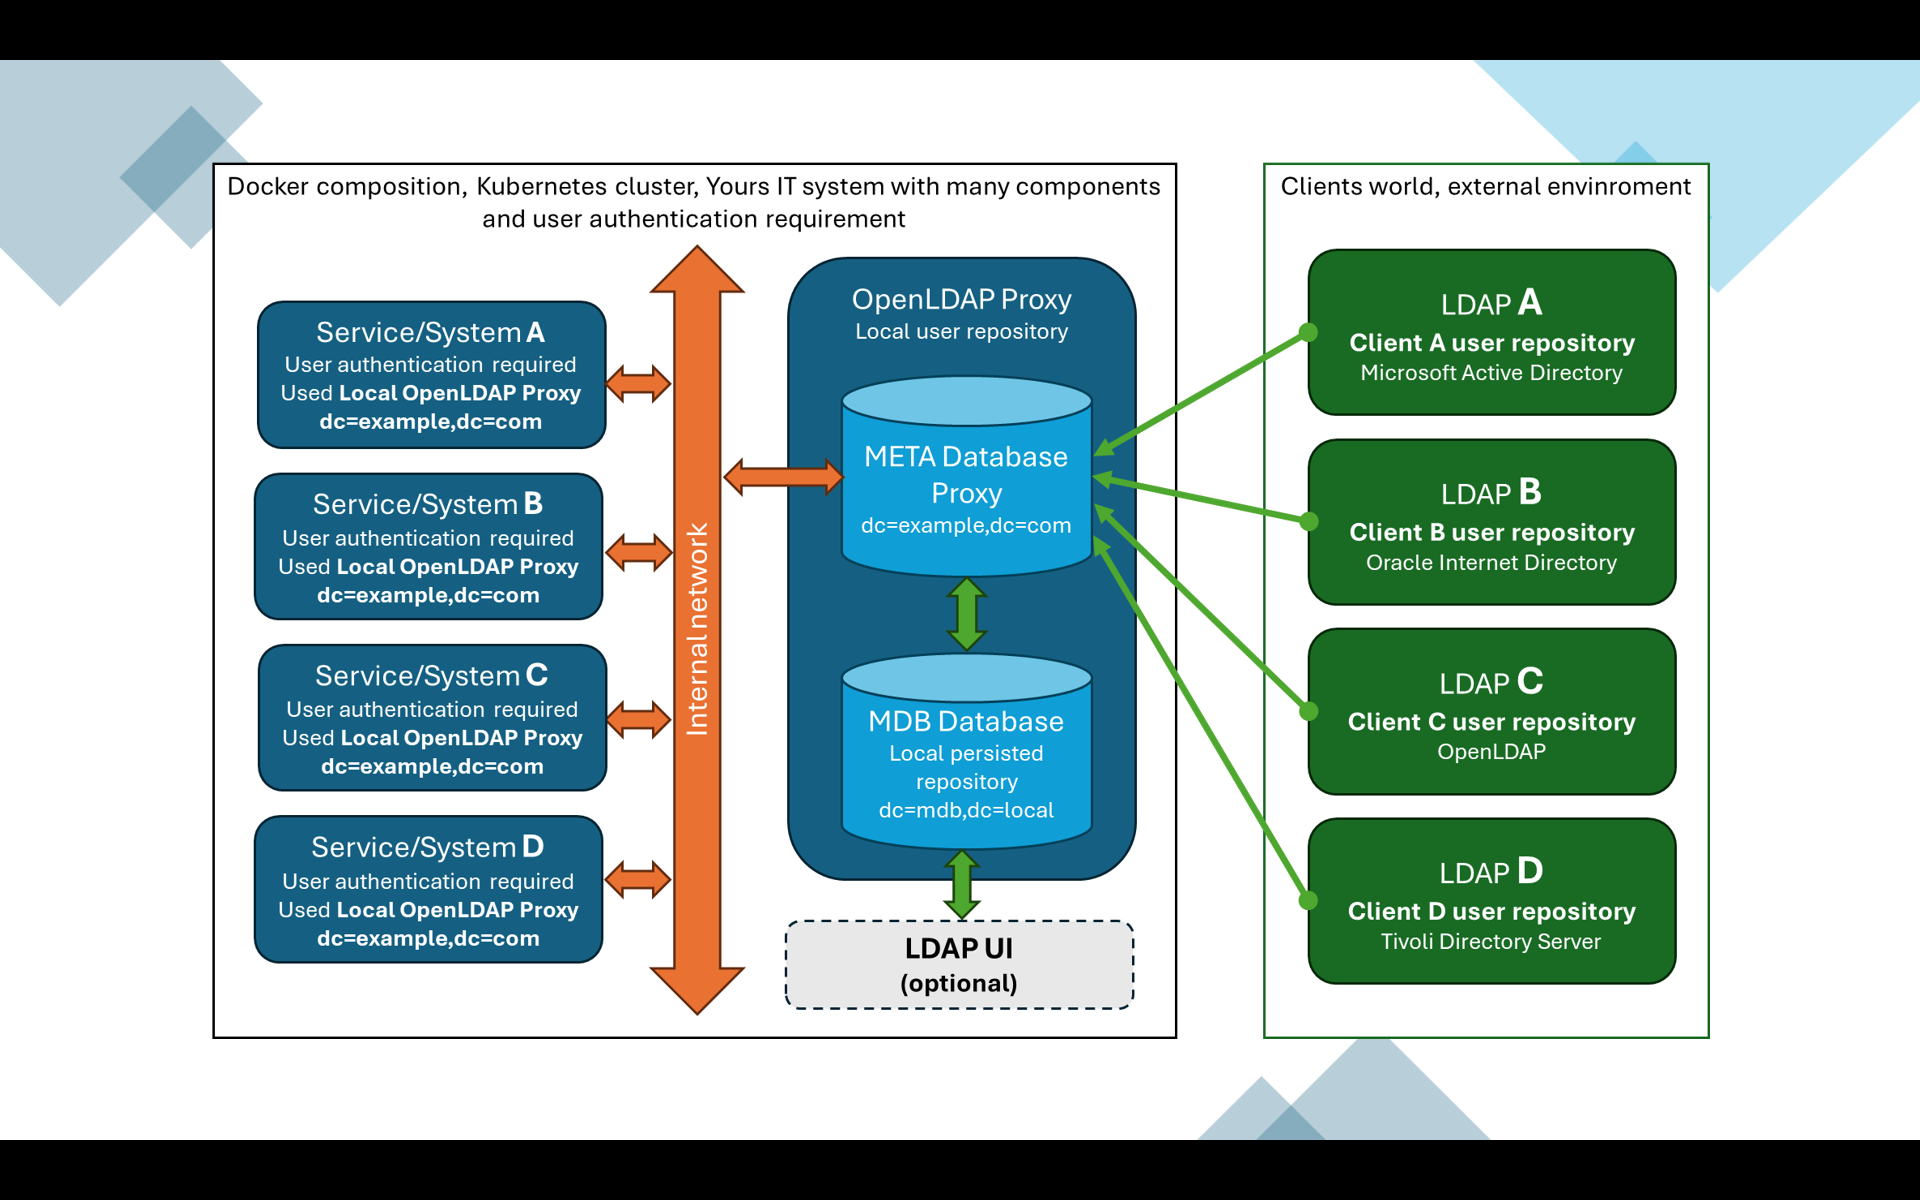 Docker composition, Kubernetes cluster, Yours IT system with many components
and user authentication requirement
Service/System A
User authentication required
Used Local OpenLDAP Proxy
dc=example,dc=com
Service/System B
User authentication required
Used Local OpenLDAP Proxy
dc=example,dc=com
Service/System C
User authentication required
Used Local OpenLDAP Proxy
dc=example,dc=com
Service/System D
User authentication required
Used Local OpenLDAP Proxy
dc=example,dc=com
Internal network
OpenLDAP Proxy
Local user repository
META Database
Proxy
dc=example,dc=com
MDB Database
Local persisted
repository
dc=mdb,dc=local
LDAP UI
(optional)
Clients world, external envinroment
LDAP A
Client A user repository
Microsoft Active Directory
LDAP B
Client B user repository
Oracle Internet Directory
LDAP C
Client C user repository
OpenLDAP
LDAP D
Client D user repository
Tivoli Directory Server